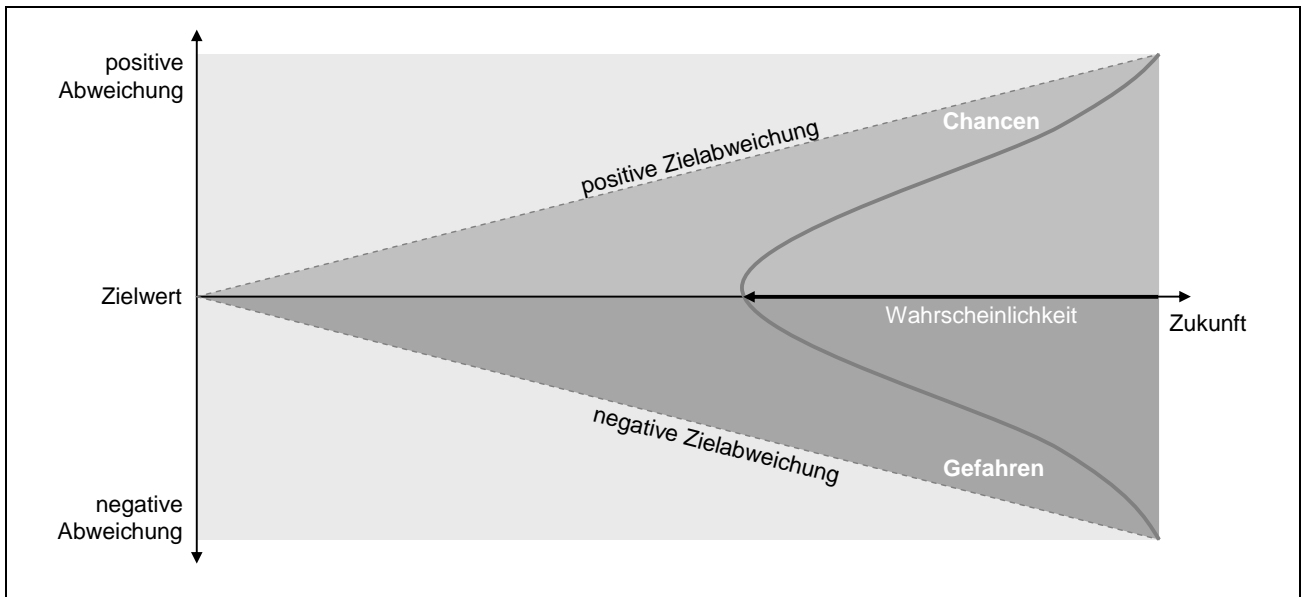 positive
Abweichung
Chancen
positive Zielabweichung
Zielwert
Wahrscheinlichkeit
Zukunft
negative Zielabweichung
Gefahren
negative
Abweichung